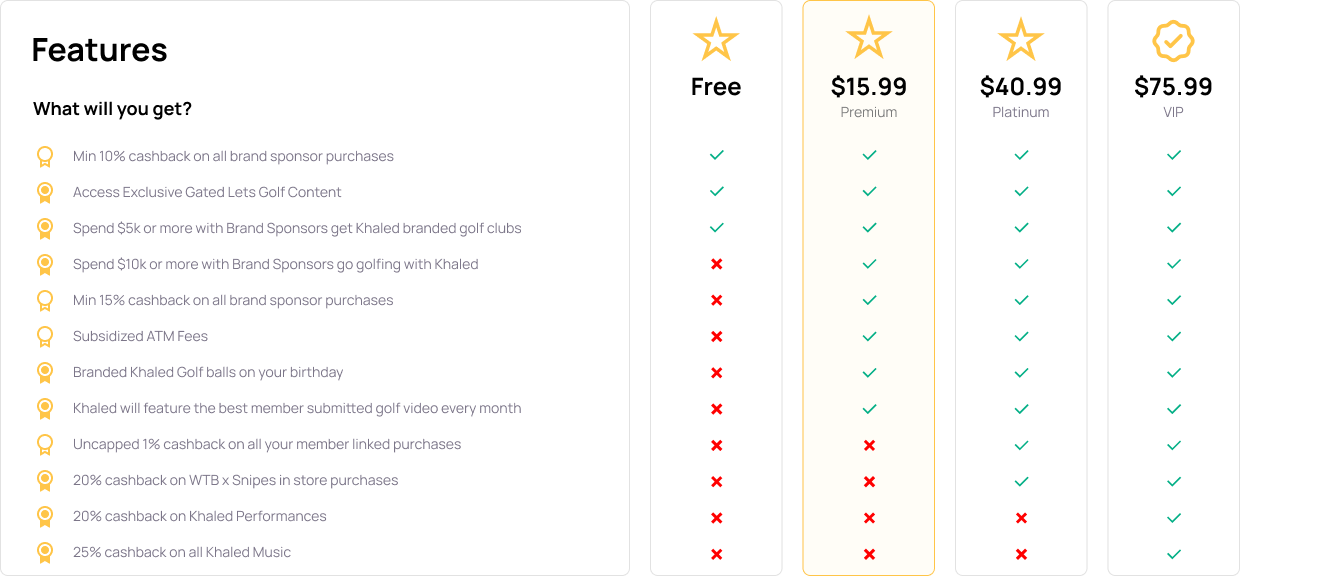 Features
What will you get?
Free
$15.99
Premium
$40.99
Platinum
$75.99
VIP
Min 10% cashback on all brand sponsor purchases
Access Exclusive Gated Lets Golf Content
Spend $5k or more with Brand Sponsors get Khaled branded golf clubs
Spend $10k or more with Brand Sponsors go golfing with Khaled
Min 15% cashback on all brand sponsor purchases
Subsidized ATM Fees
Branded Khaled Golf balls on your birthday
Khaled will feature the best member submitted golf video every month
Uncapped 1% cashback on all your member linked purchases
20% cashback on WTB x Snipes in store purchases
20% cashback on Khaled Performances
25% cashback on all Khaled Music